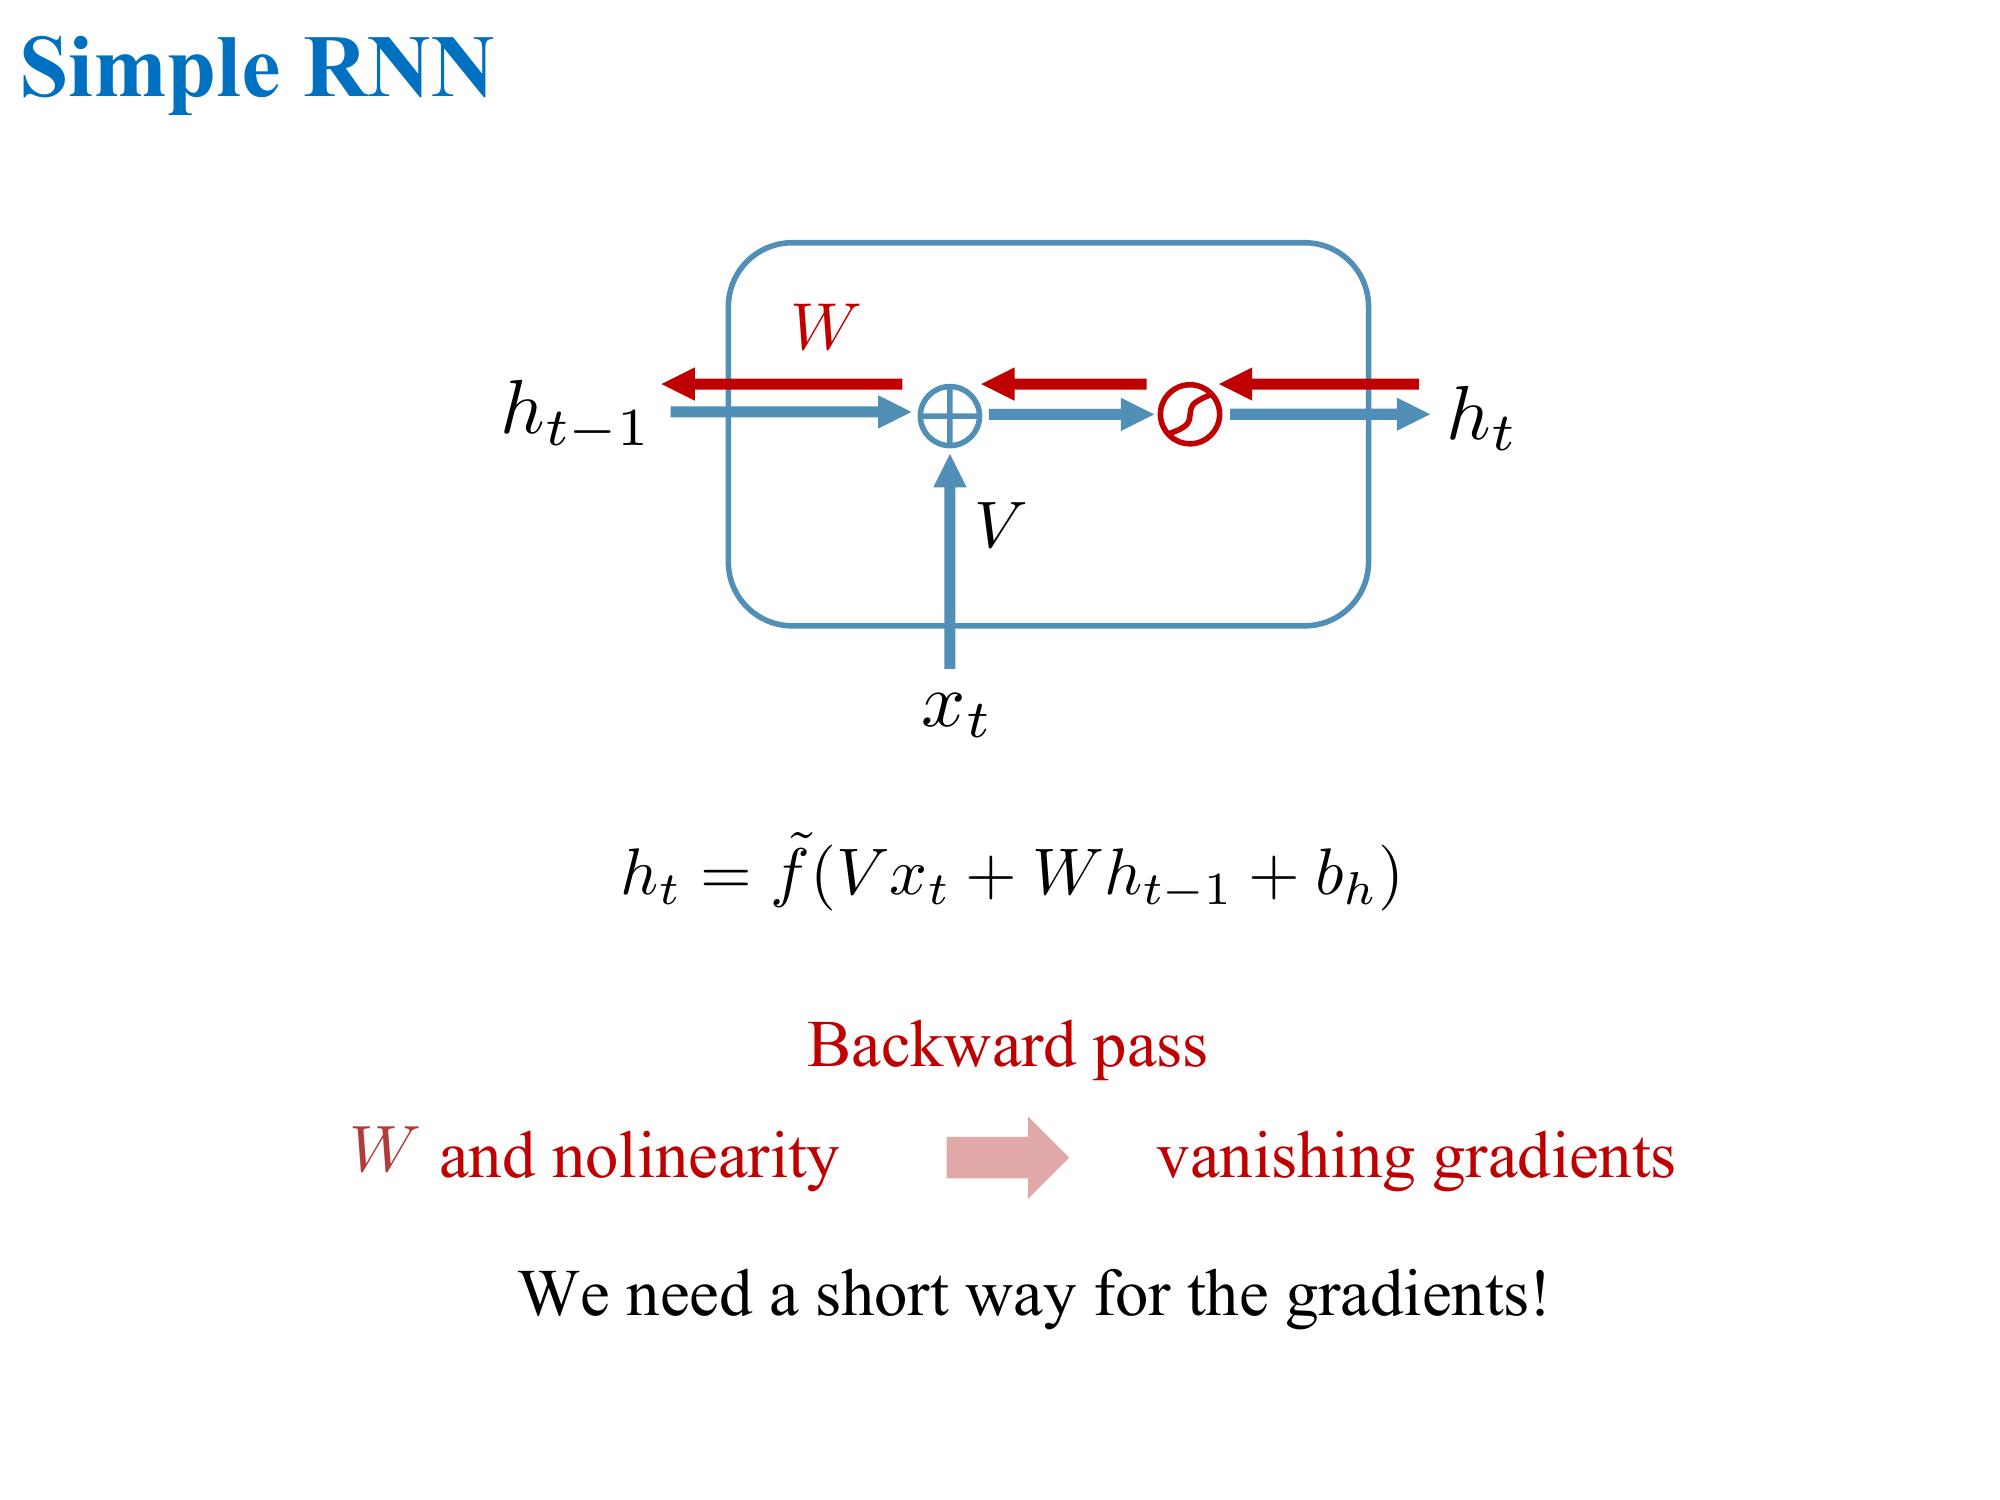 Simple RNN
W
h_{t-1}
h_t
V
x_t
h_t = \tilde{f}(Vx_t + Wh_{t-1} + b_h)
Backward pass
W and nolinearity
vanishing gradients
We need a short way for the gradients!